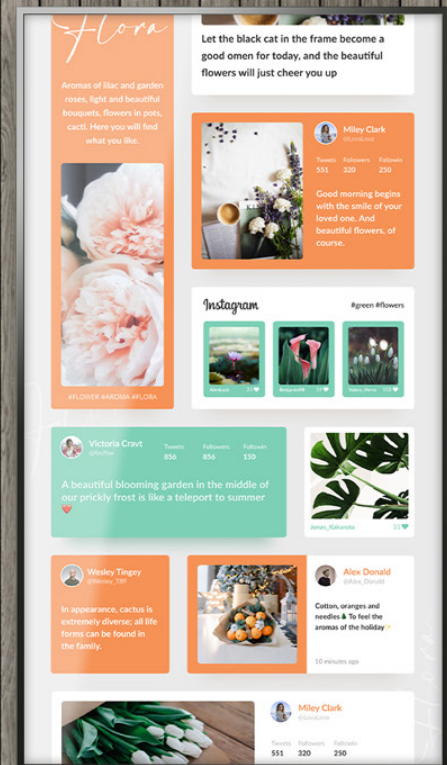 Flora
Aromas of lilac and garden
roses, light and beautiful
bouquets, flowers in pots,
cacti. Here you will find
what you like.
#FLOWER #AROMA #FLORA
Let the black cat in the frame become a
good omen for today, and the beautiful
flowers will just cheer you up
Miley Clark
@LovaLova
Tweets Followers Followin
551 320 250
Good morning begins
with the smile of your
loved one. And
beautiful flowers, of
course.
Instagram
#green #flowers
Victoria Cravt
Tweets Followers Followin
856 856 150
A beautiful blooming garden in the middle of
our prickly frost is like a teleport to summer
❤️
Jonas_Kakaroto
Wesley Tingey
@Wesley_T89
In appearance, cactus is
extremely diverse; all life
forms can be found in
the family.
Alex Donald
@Alex_Donald
Cotton, oranges and
needles🌲 To feel the
aromas of the holiday✨
10 minutes ago
Miley Clark
@LovaLova
Tweets Followers Followin
551 320 250